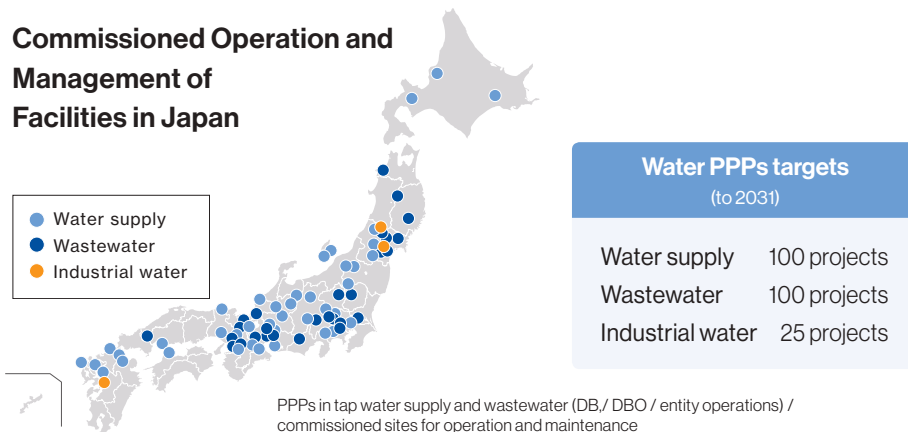 Commissioned Operation and
Management of
Facilities in Japan
Water supply
Wastewater
Industrial water
Water PPPs targets
(to 2031)
Water supply 100 projects
Wastewater 100 projects
Industrial water 25 projects
PPPs in tap water supply and wastewater (DB,/ DBO / entity operations) /
commissioned sites for operation and maintenance